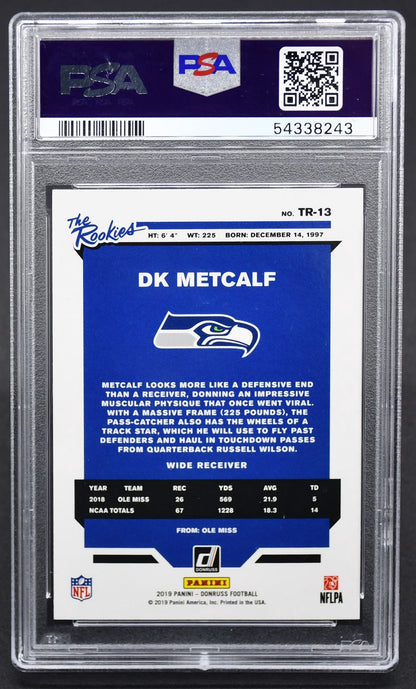 PSA
PSA
54338243
The Rookies
NO. TR-13
HT: 6' 4" WT: 225 BORN: DECEMBER 14, 1997
DK METCALF
METCALF LOOKS MORE LIKE A DEFENSIVE END
THAN A RECEIVER, DONNING AN IMPRESSIVE
MUSCULAR PHYSIQUE THAT ONCE WENT VIRAL.
WITH A MASSIVE FRAME (225 POUNDS), THE
PASS-CATCHER ALSO HAS THE WHEELS OF A
TRACK STAR, WHICH HE WILL USE TO FLY PAST
DEFENDERS AND HAUL IN TOUCHDOWN PASSES
FROM QUARTERBACK RUSSELL WILSON.
WIDE RECEIVER
YEAR TEAM REC YDS AVG TD
2018 OLE MISS 26 569 21.9 5
NCAA TOTALS 67 1228 18.3 14
FROM: OLE MISS
DONRUSS
NFL
PANINI
NFLPA
2019 PANINI - DONRUSS FOOTBALL
© 2019 Panini America, Inc. Printed in the USA.